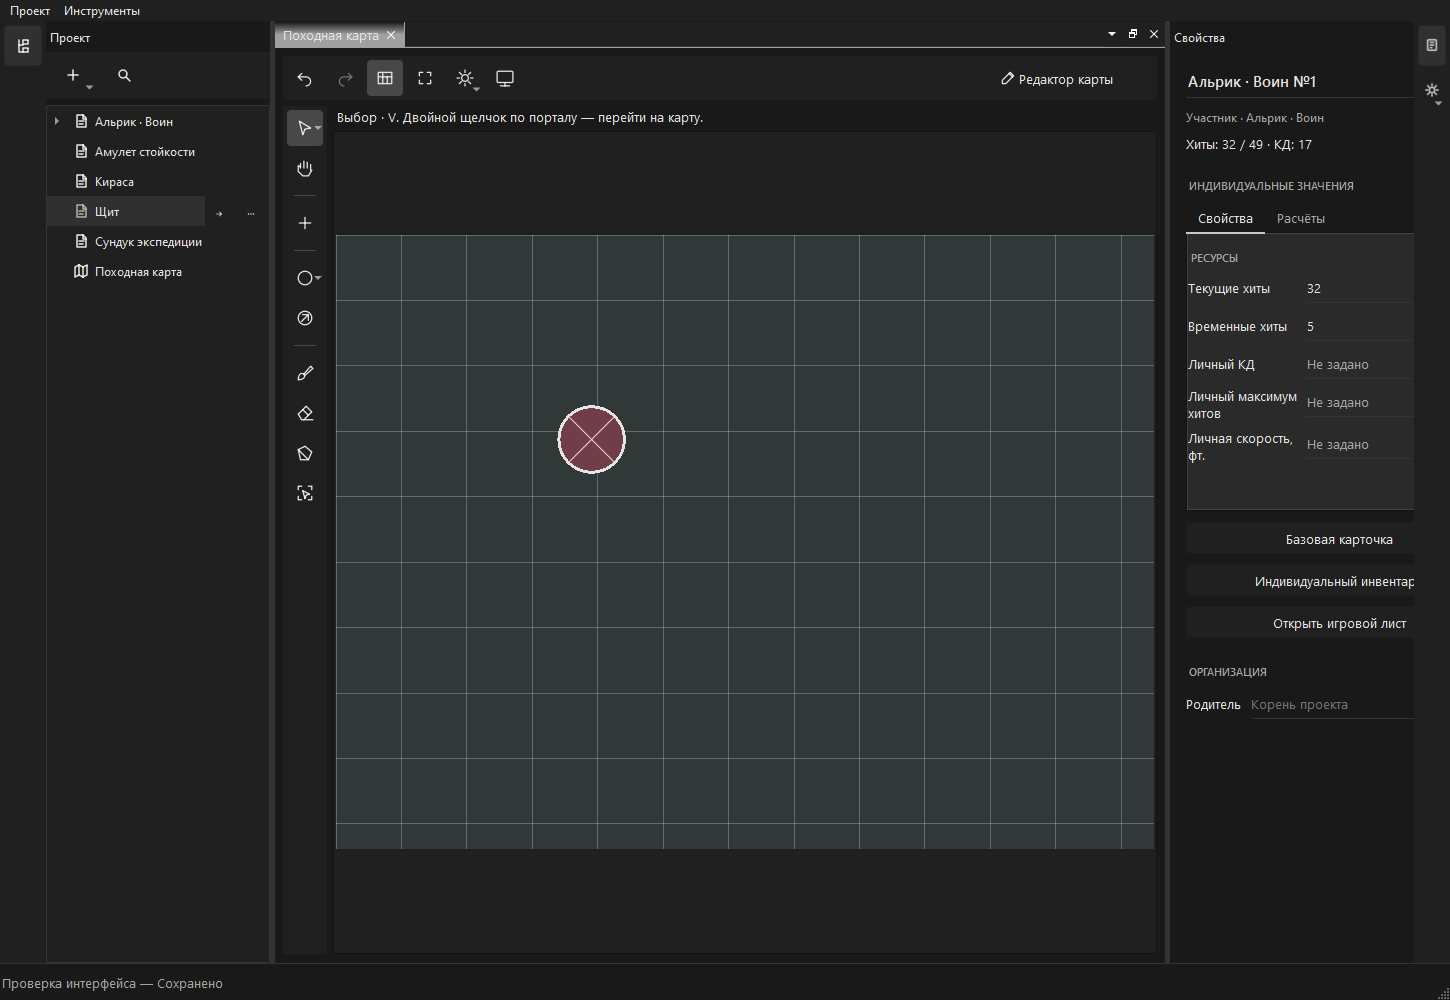 Проект Инструменты
Проект
Альрик · Воин
Амулет стойкости
Кираса
Щит
Сундук экспедиции
Походная карта
Походная карта
Редактор карты
Выбор · V. Двойной щелчок по порталу — перейти на карту.
Свойства
Альрик · Воин №1
Участник · Альрик · Воин
Хиты: 32 / 49 · КД: 17
ИНДИВИДУАЛЬНЫЕ ЗНАЧЕНИЯ
Свойства Расчёты
РЕСУРСЫ
Текущие хиты 32
Временные хиты 5
Личный КД Не задано
Личный максимум
хитов
Не задано
Личная скорость,
фт.
Не задано
Базовая карточка
Индивидуальный инвентар
Открыть игровой лист
ОРГАНИЗАЦИЯ
Родитель Корень проекта
Проверка интерфейса — Сохранено